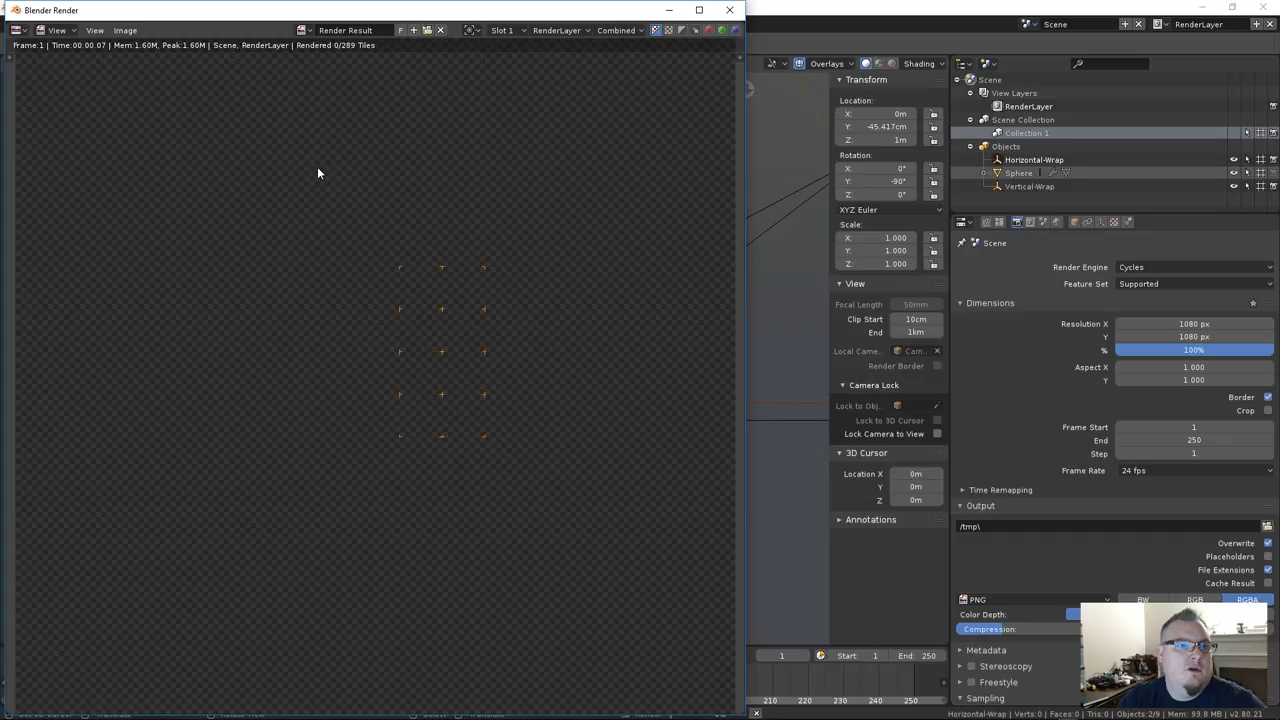 Blender Render
View View Image Render Result F Slot 1 RenderLayer Combined
Frame:1 | Time:00:00.07 | Mem:1.60M, Peak:1.60M | Scene, RenderLayer | Rendered 0/289 Tiles
Scene RenderLayer
Overlays Shading
Transform
Location:
X: 0m
Y: -45.417cm
Z: 1m
Rotation:
X: 0°
Y: -90°
Z: 0°
XYZ Euler
Scale:
X: 1.000
Y: 1.000
Z: 1.000
View
Focal Length 50mm
Clip Start 10cm
End 1km
Local Came... Cam...
Render Border
Camera Lock
Lock to Obj...
Lock to 3D Cursor
Lock Camera to View
3D Cursor
Location X 0m
Y 0m
Z 0m
Annotations
Scene
View Layers
RenderLayer
Scene Collection
Collection 1
Objects
Horizontal-Wrap
Sphere
Vertical-Wrap
Scene
Render Engine Cycles
Feature Set Supported
Dimensions
Resolution X 1080 px
Y 1080 px
% 100%
Aspect X 1.000
Y 1.000
Border
Crop
Frame Start 1
End 250
Step 1
Frame Rate 24 fps
Time Remapping
Output
/tmp\
Overwrite
Placeholders
File Extensions
Cache Result
PNG BW RGB RGBA
Color Depth:
Compression:
Metadata
Stereoscopy
Freestyle
Sampling
1 Start: 1 End: 250
210 220 230 240 250
Horizontal-Wrap | Verts:0 | Faces:0 | Tris:0 | Objects:2/9 | Mem: 93.8 MB | v2.80.21